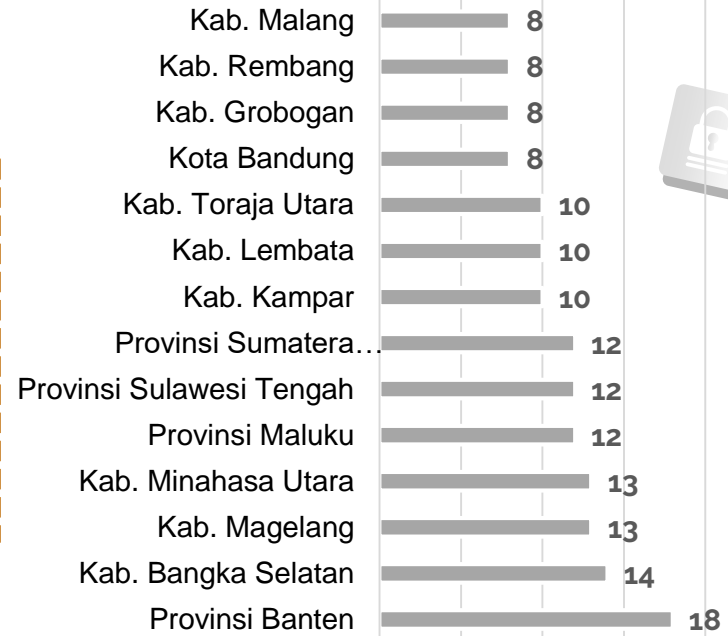 Kab. Malang 8
Kab. Rembang 8
Kab. Grobogan 8
Kota Bandung 8
Kab. Toraja Utara 10
Kab. Lembata 10
Kab. Kampar 10
Provinsi Sumatera… 12
Provinsi Sulawesi Tengah 12
Provinsi Maluku 12
Kab. Minahasa Utara 13
Kab. Magelang 13
Kab. Bangka Selatan 14
Provinsi Banten 18